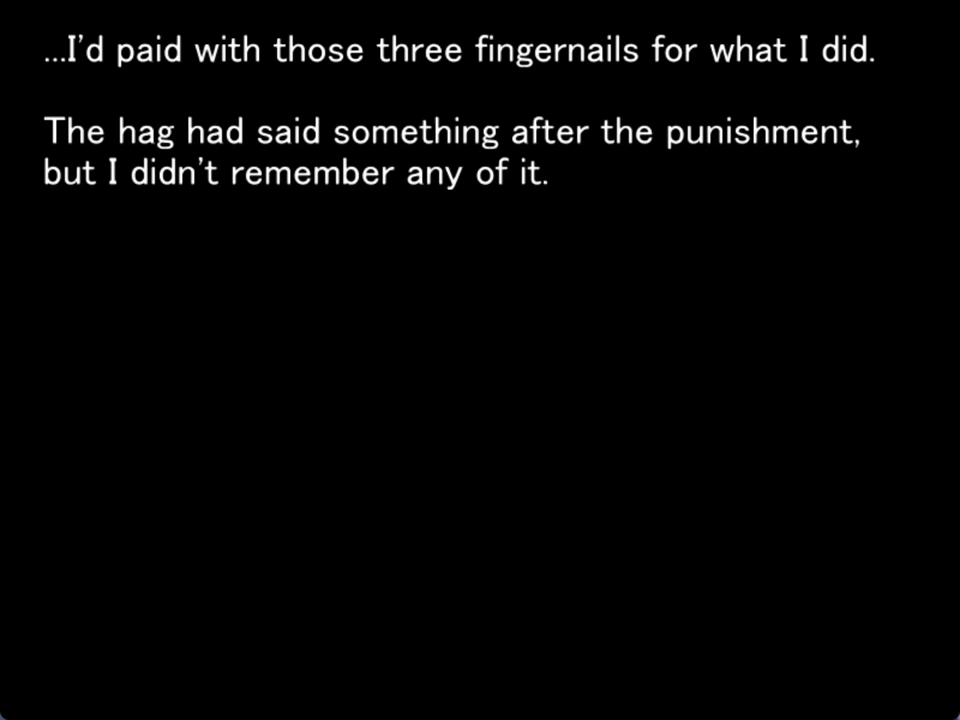 ...I'd paid with those three fingernails for what I did.
The hag had said something after the punishment,
but I didn't remember any of it.